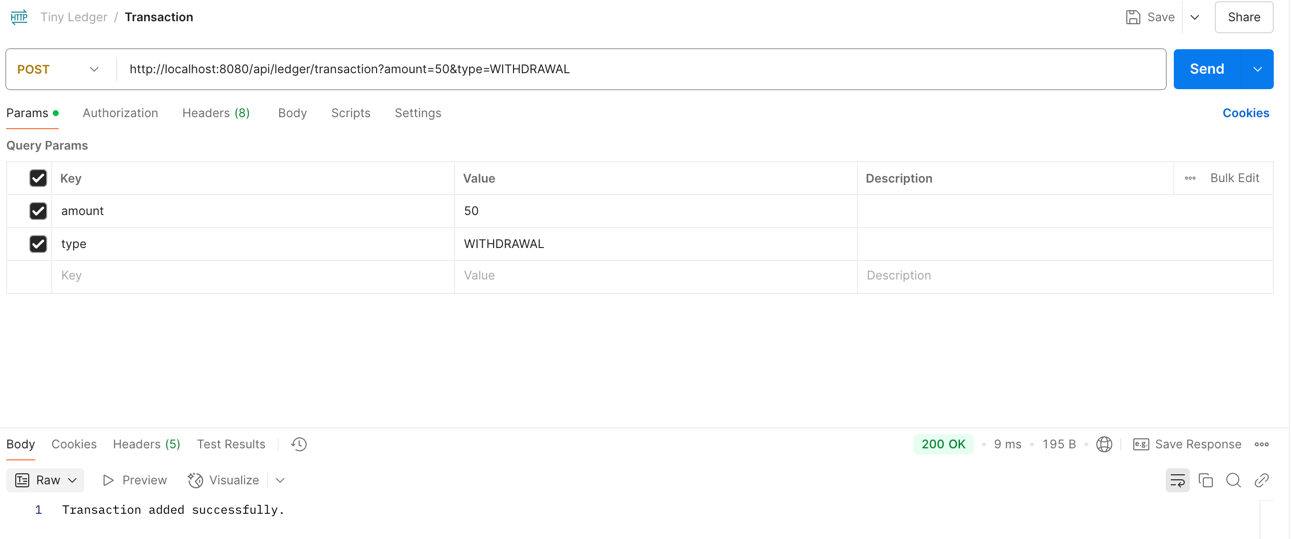 HTTP Tiny Ledger / Transaction Save Share
POST http://localhost:8080/api/ledger/transaction?amount=50&type=WITHDRAWAL Send
Params Authorization Headers (8) Body Scripts Settings Cookies
Query Params
Key Value Description Bulk Edit
amount 50
type WITHDRAWAL
Key Value Description
Body Cookies Headers (5) Test Results 200 OK 9 ms 195 B e.g. Save Response
Raw Preview Visualize
1 Transaction added successfully.